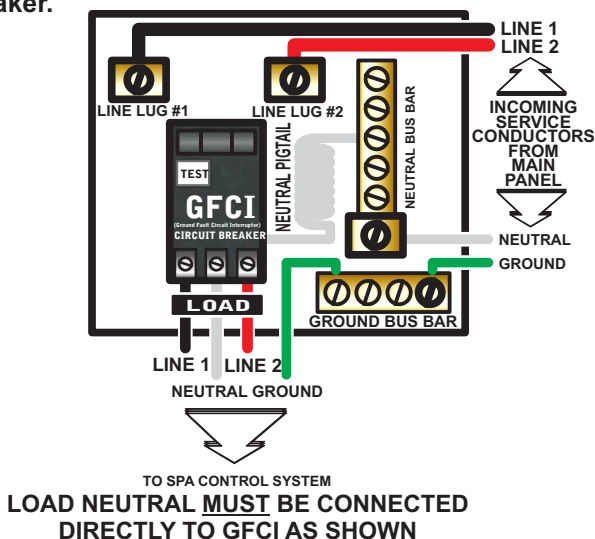 aker.
LINE 1
LINE 2
LINE LUG #1
LINE LUG #2
INCOMING
SERVICE
CONDUCTORS
FROM
MAIN
PANEL
NEUTRAL BUS BAR
NEUTRAL PIGTAIL
TEST
GFCI
(Ground Fault Circuit Interrupter)
CIRCUIT BREAKER
NEUTRAL
GROUND
LOAD
GROUND BUS BAR
LINE 1
LINE 2
NEUTRAL GROUND
TO SPA CONTROL SYSTEM
LOAD NEUTRAL MUST BE CONNECTED
DIRECTLY TO GFCI AS SHOWN